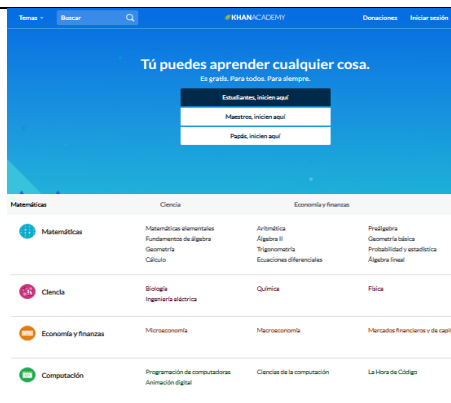 Temas Buscar KHANACADEMY Donaciones Iniciar sesión
Tú puedes aprender cualquier cosa.
Es gratis. Para todos. Para siempre.
Estudiantes, inicien aquí
Maestros, inicien aquí
Papás, inicien aquí
Matemáticas Ciencia Economía y finanzas
Matemáticas
Matemáticas elementales Aritmética Preálgebra
Fundamentos de álgebra Álgebra II Geometría básica
Geometría Trigonometría Probabilidad y estadística
Cálculo Ecuaciones diferenciales Álgebra lineal
Ciencia
Biología Química Física
Ingeniería eléctrica
Economía y finanzas
Microeconomía Macroeconomía Mercados financieros y de capit
Computación
Programación de computadoras Ciencias de la computación La Hora de Código
Animación digital